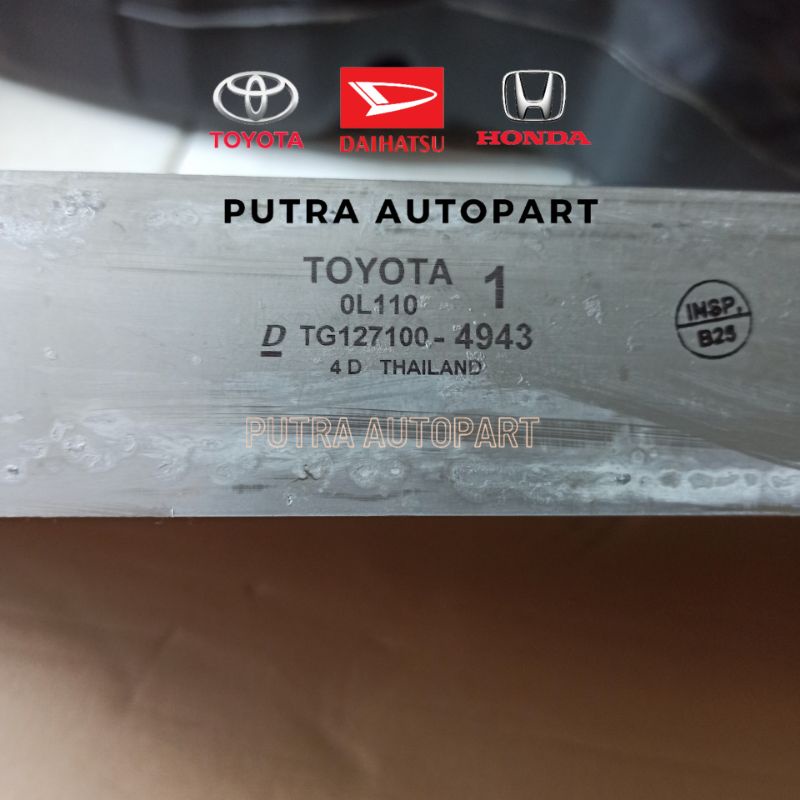 TOYOTA
DAIHATSU
HONDA
PUTRA AUTOPART
TOYOTA 1
0L110
D TG127100-4943
4 D THAILAND
INSP.
B25
PUTRA AUTOPART